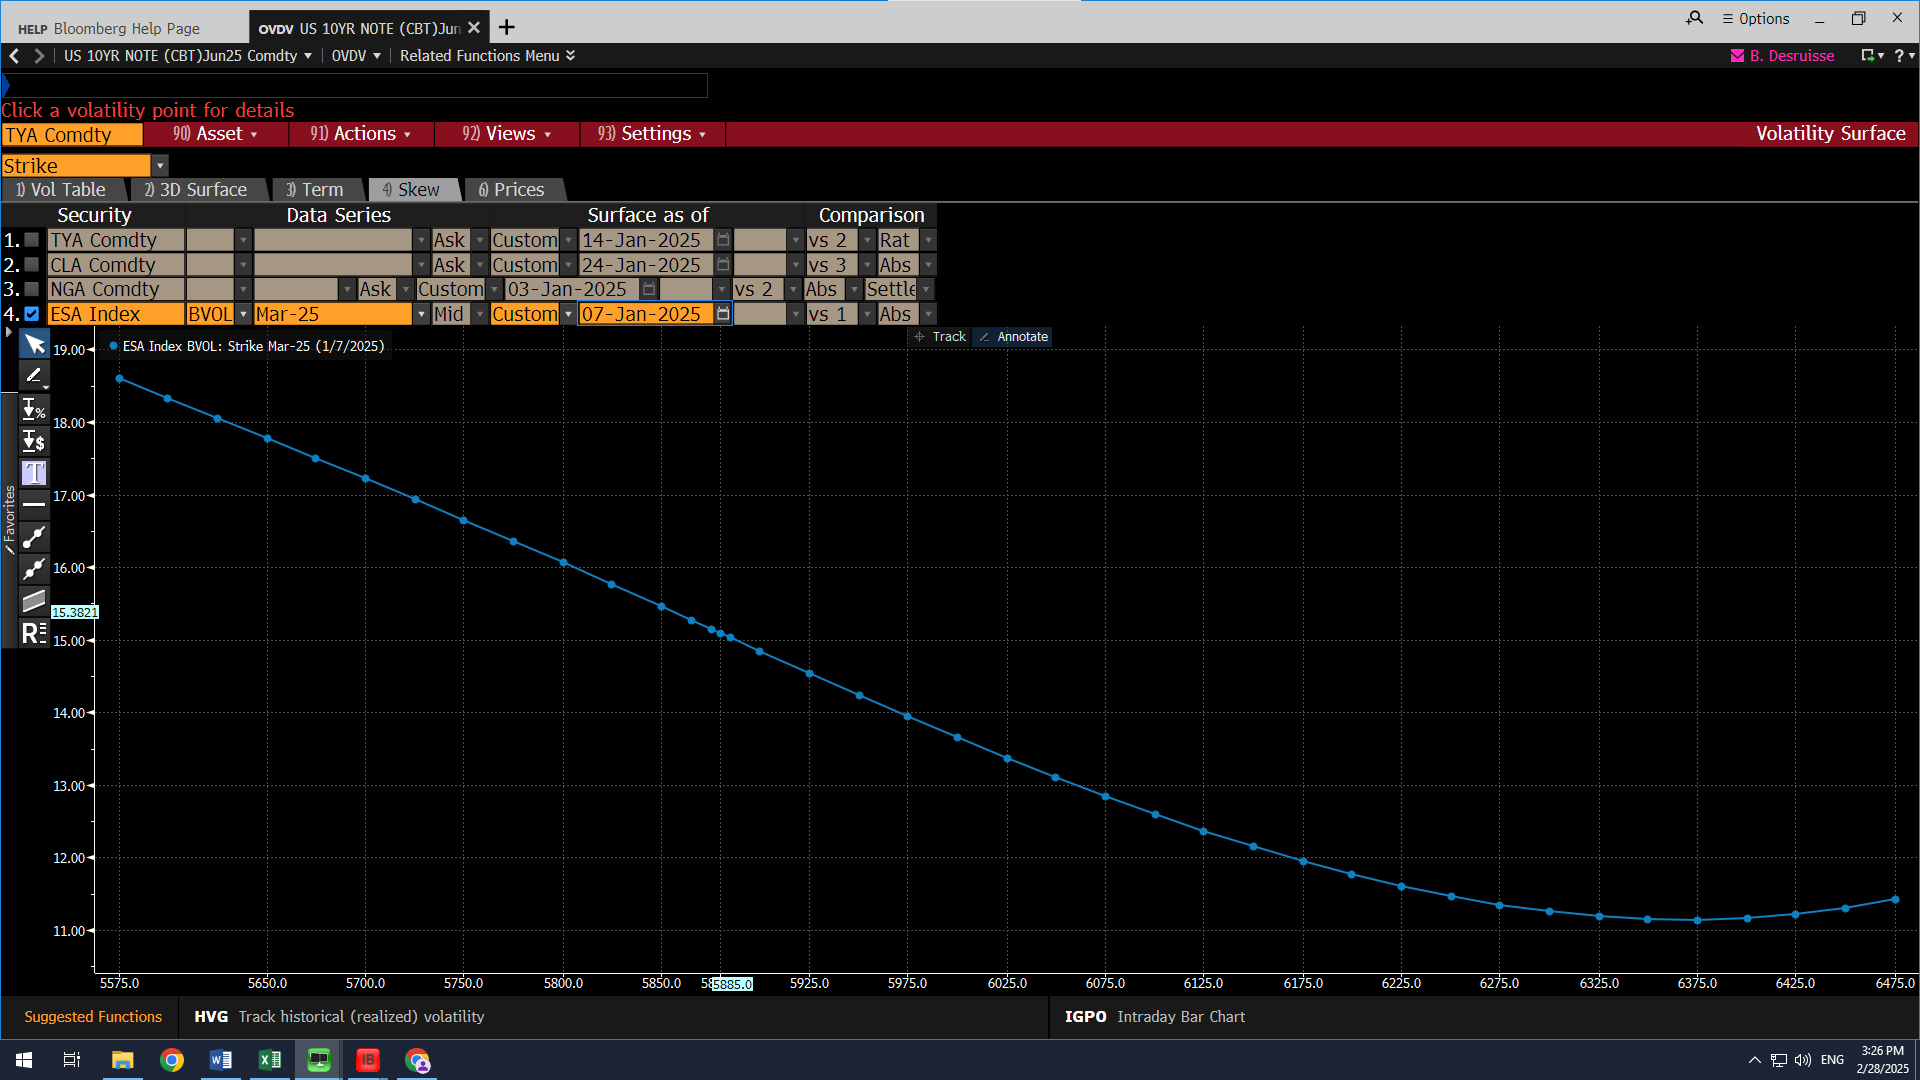 HELP Bloomberg Help Page OVDV US 10YR NOTE (CBT)Jun Options
US 10YR NOTE (CBT)Jun25 Comdty OVDV Related Functions Menu B. Desruisse ?
Click a volatility point for details
TYA Comdty 90) Asset 91) Actions 92) Views 93) Settings Volatility Surface
Strike
1) Vol Table 2) 3D Surface 3) Term 4) Skew 6) Prices
Security Data Series Surface as of Comparison
1. TYA Comdty Ask Custom 14-Jan-2025 vs 2 Rat
2. CLA Comdty Ask Custom 24-Jan-2025 vs 3 Abs
3. NGA Comdty Ask Custom 03-Jan-2025 vs 2 Abs Settle
4. ESA Index BVOL Mar-25 Mid Custom 07-Jan-2025 vs 1 Abs
Track Annotate
ESA Index BVOL: Strike Mar-25 (1/7/2025)
19.00
18.00
17.00
16.00
15.3821
15.00
14.00
13.00
12.00
11.00
%
$
T
R
Favorites
5575.0 5650.0 5700.0 5750.0 5800.0 5850.0 5885.0 5925.0 5975.0 6025.0 6075.0 6125.0 6175.0 6225.0 6275.0 6325.0 6375.0 6425.0 6475.0
Suggested Functions HVG Track historical (realized) volatility IGPO Intraday Bar Chart
IB ENG 3:26 PM
2/28/2025